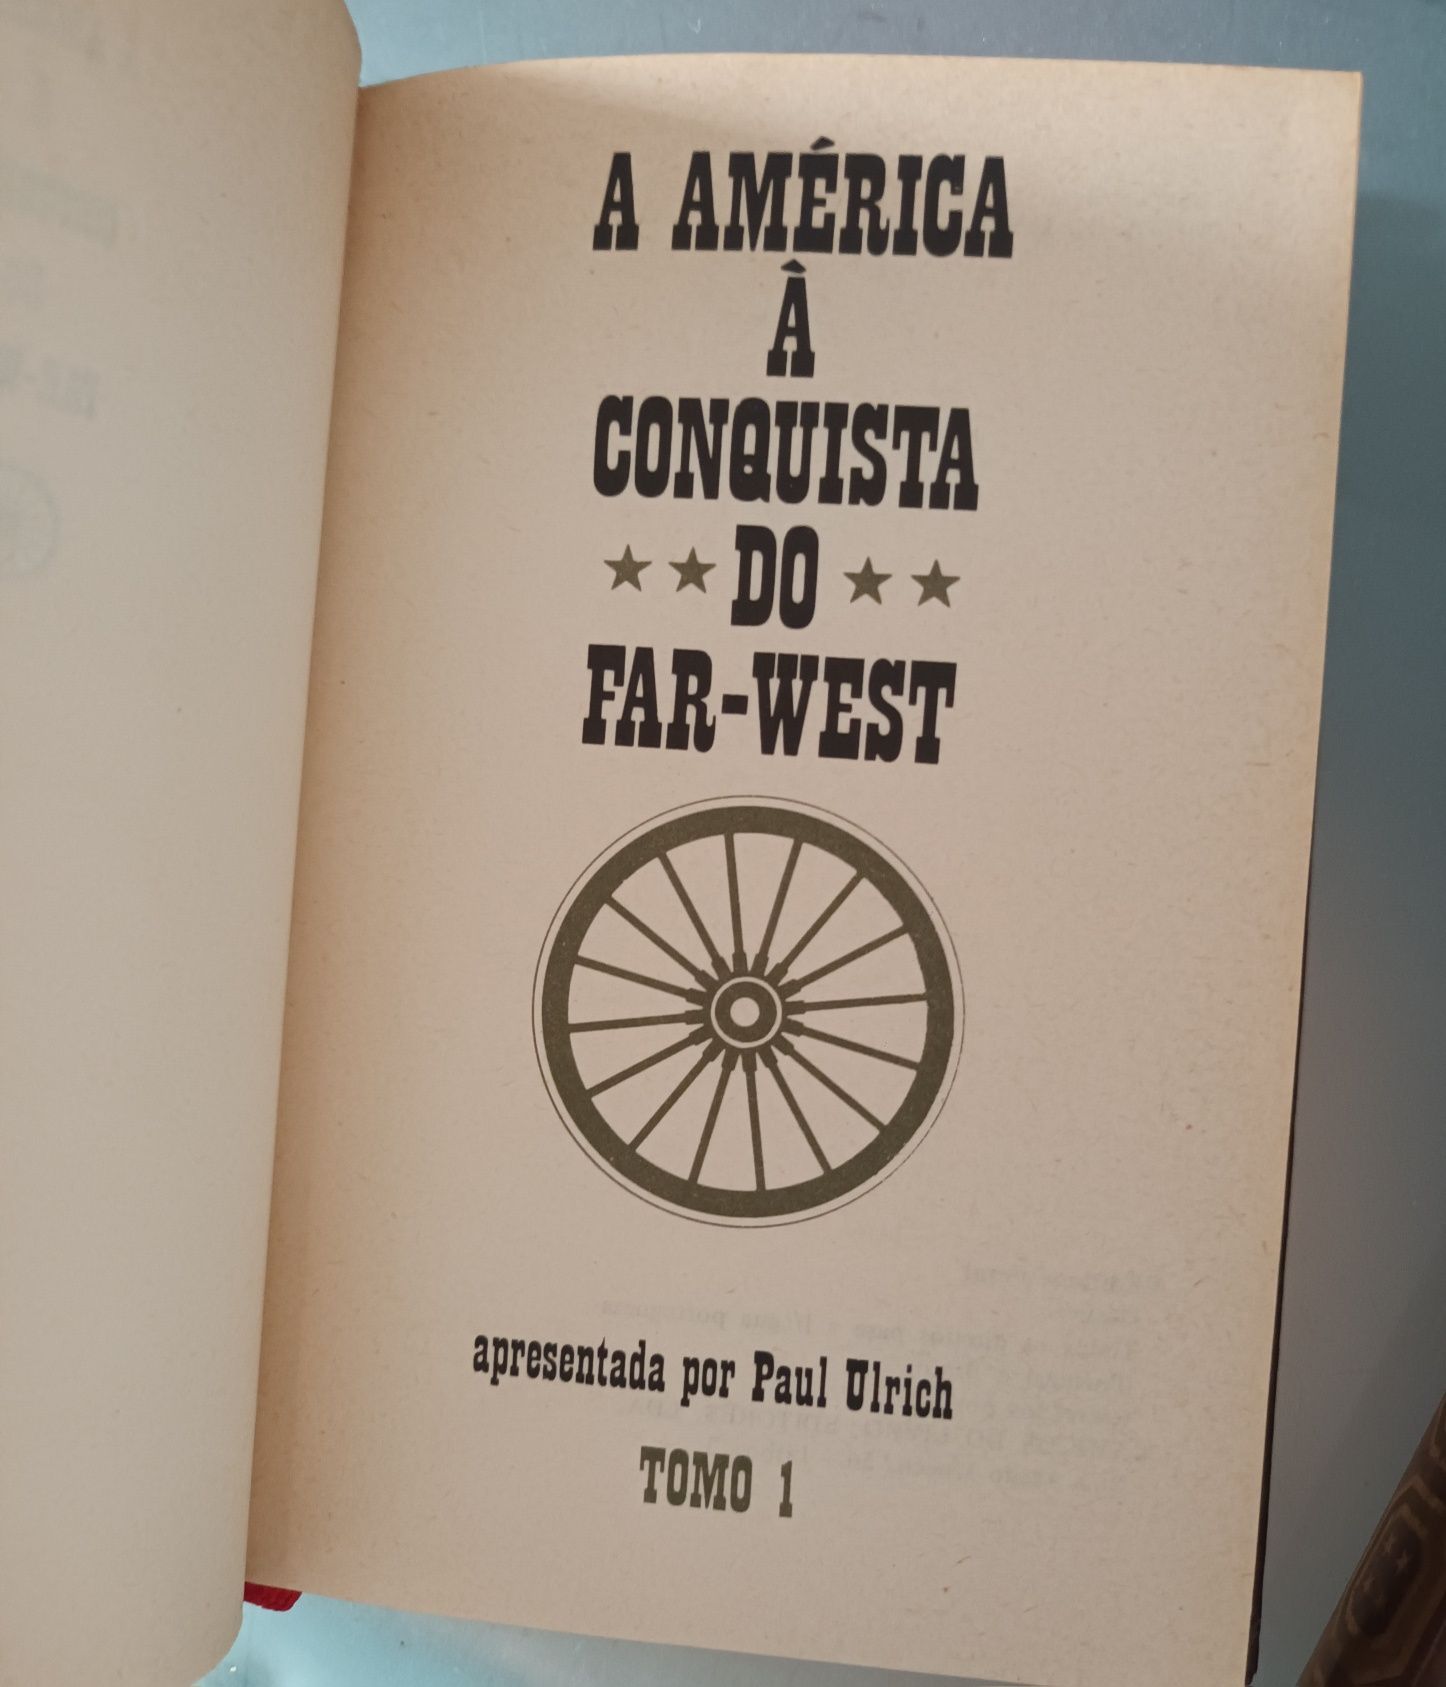 A AMÉRICA
Â
CONQUISTA
DO
FAR-WEST
apresentada por Paul Ulrich
TOMO 1